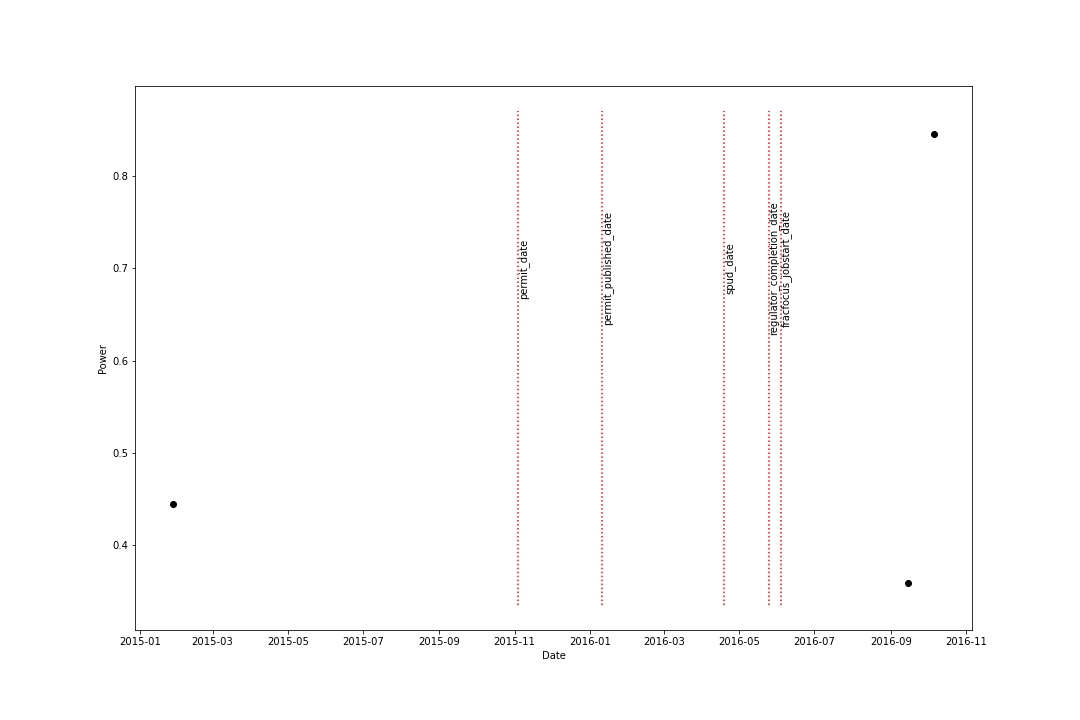 0.8
0.7
0.6
0.5
0.4
Power
permit_date
permit_published_date
spud_date
regulator_completion_date
fracfocus_jobstart_date
2015-01
2015-03
2015-05
2015-07
2015-09
2015-11
2016-01
2016-03
2016-05
2016-07
2016-09
2016-11
Date